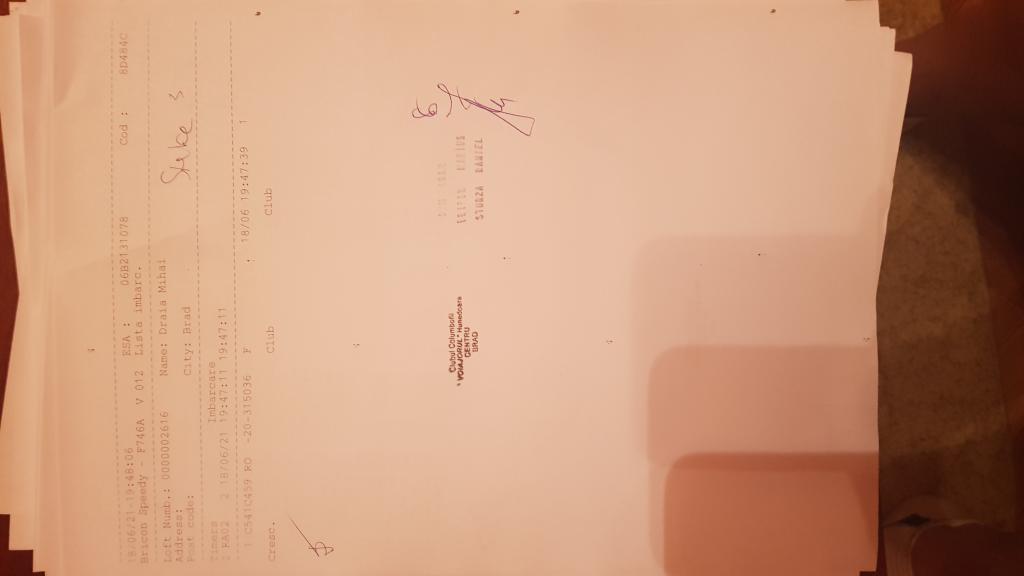 18/06/21-19:48:06 ESA : 06B2131078 Cod : 8D484C
Bricon Speedy - F746A V 012 Lista imbarc.
Loft Numb.: 0000002616 Name: Draia Mihai
Address:
Post code: City: Brad
Timers Imbarcare
FAO2 2 18/06/21 19:47:11 19:47:11
1 C541C459 RO -20-315036 F : 18/06 19:47:39 1
Cresc. Club Club
Clubul Columbofil
"VOIAJORUL" Hunedoara
CENTRU
BRAD
STURZA DANIEL